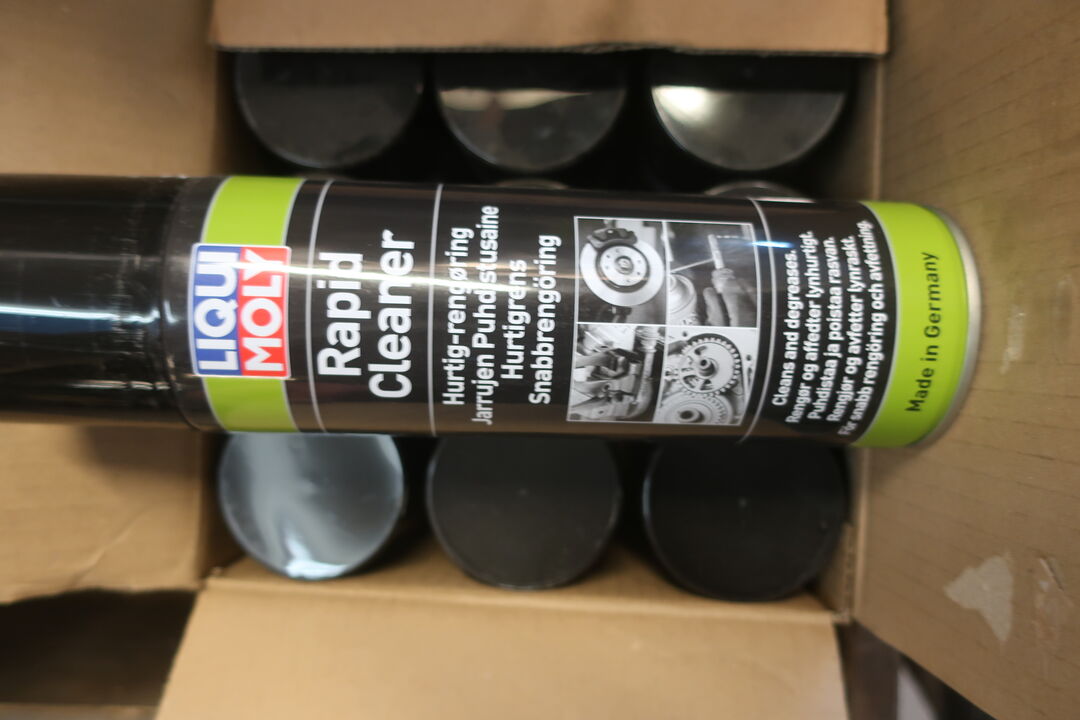 LIQUI
MOLY
Rapid
Cleaner
Hurtig-rengøring
Jarrujen Puhdistusaine
Hurtigrens
Snabbrengöring
Cleans and degreases.
Rengør og affedter lynhurtigt.
Puhdistaa ja poistaa rasvan.
Rengjør og avfetter lynraskt.
För snabb rengöring och avfettning.
Made in Germany